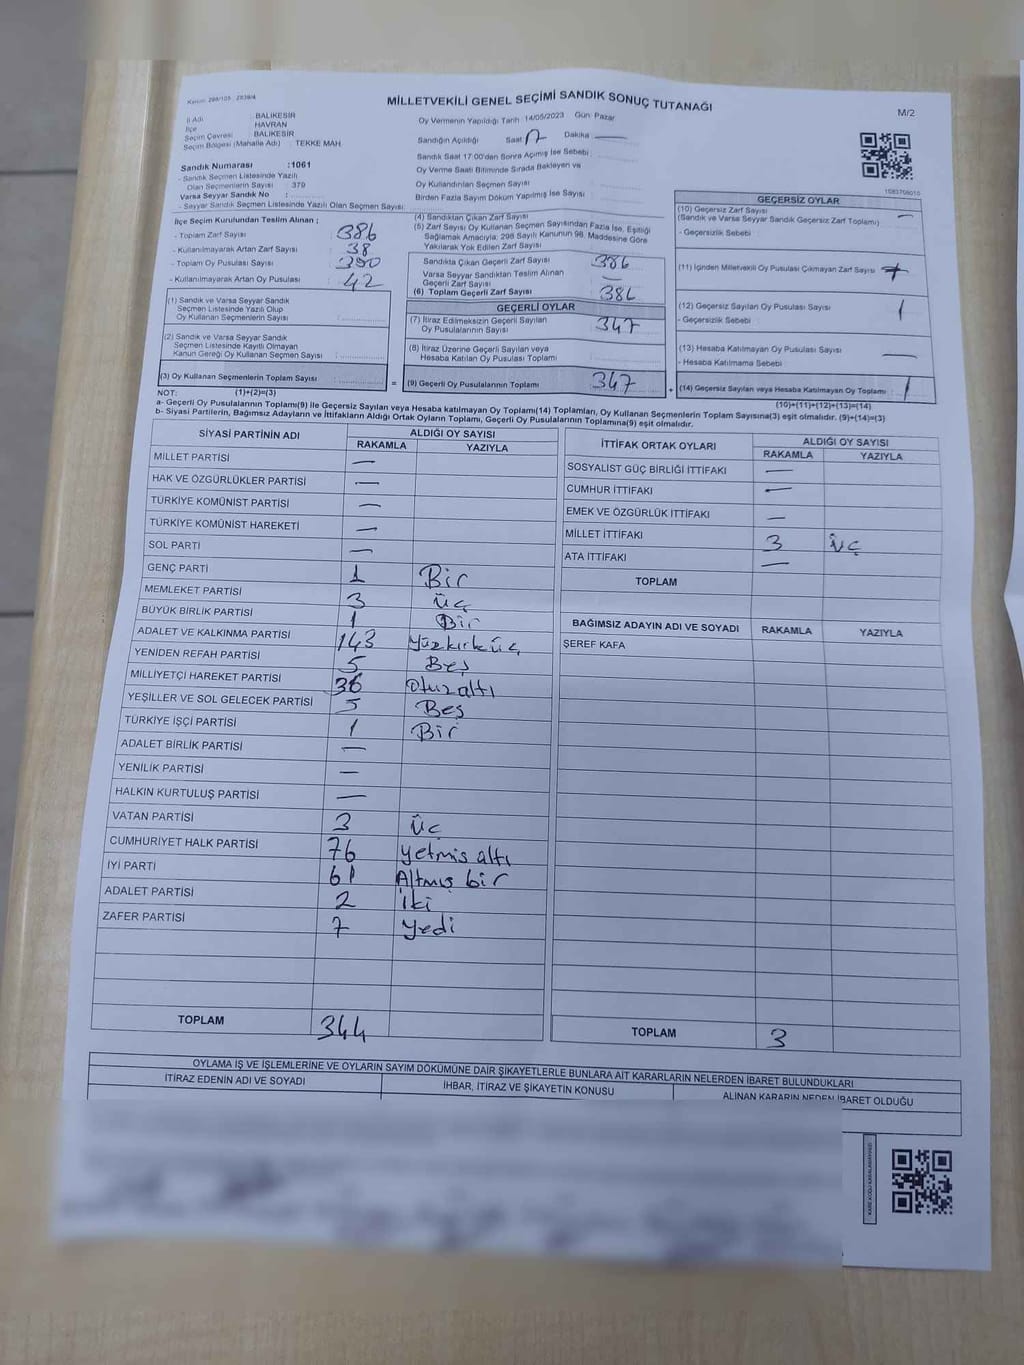 Kanun: 298/105 2839/4
MİLLETVEKİLİ GENEL SEÇİMİ SANDIK SONUÇ TUTANAĞI
M/2
İl Adı : BALIKESİR
İlçe : HAVRAN
Seçim Çevresi : BALIKESİR
Seçim Bölgesi (Mahalle Adı) : TEKKE MAH.
Sandık Numarası :1061
- Sandık Seçmen Listesinde Yazılı
Olan Seçmenlerin Sayısı : 379
Varsa Seyyar Sandık No :
- Seyyar Sandık Seçmen Listesinde Yazılı Olan Seçmen Sayısı:
Oy Vermenin Yapıldığı Tarih :14/05/2023 Gün: Pazar
Sandığın Açıldığı Saat: 17 Dakika: —
Sandık Saat 17:00'dan Sonra Açılmış İse Sebebi:
Oy Verme Saati Bitiminde Sırada Bekleyen ve
Oy Kullandırılan Seçmen Sayısı :
Birden Fazla Sayım Döküm Yapılmış İse Sayısı :
İlçe Seçim Kurulundan Teslim Alınan ;
- Toplam Zarf Sayısı : 386
- Kullanılmayarak Artan Zarf Sayısı : 38
- Toplam Oy Pusulası Sayısı : 390
- Kullanılmayarak Artan Oy Pusulası : 42
(1) Sandık ve Varsa Seyyar Sandık
Seçmen Listesinde Yazılı Olup
Oy Kullanan Seçmenlerin Sayısı :
(2) Sandık ve Varsa Seyyar Sandık
Seçmen Listesinde Kayıtlı Olmayan
Kanun Gereği Oy Kullanan Seçmen Sayısı :
(3) Oy Kullanan Seçmenlerin Toplam Sayısı :
(4) Sandıktan Çıkan Zarf Sayısı
(5) Zarf Sayısı Oy Kullanan Seçmen Sayısından Fazla İse, Eşitliği
Sağlamak Amacıyla; 298 Sayılı Kanunun 98. Maddesine Göre
Yakılarak Yok Edilen Zarf Sayısı
Sandıkta Çıkan Geçerli Zarf Sayısı : 386
Varsa Seyyar Sandıktan Teslim Alınan
Geçerli Zarf Sayısı : —
(6) Toplam Geçerli Zarf Sayısı : 386
GEÇERLİ OYLAR
(7) İtiraz Edilmeksizin Geçerli Sayılan
Oy Pusulalarının Sayısı : 347
(8) İtiraz Üzerine Geçerli Sayılan veya
Hesaba Katılan Oy Pusulası Toplamı :
= (9) Geçerli Oy Pusulalarının Toplamı : 347
1083706015
GEÇERSİZ OYLAR
(10) Geçersiz Zarf Sayısı : —
(Sandık ve Varsa Seyyar Sandık Geçersiz Zarf Toplamı)
- Geçersizlik Sebebi :
(11) İçinden Milletvekili Oy Pusulası Çıkmayan Zarf Sayısı :
(12) Geçersiz Sayılan Oy Pusulası Sayısı : 1
- Geçersizlik Sebebi :
(13) Hesaba Katılmayan Oy Pusulası Sayısı : —
- Hesaba Katılmama Sebebi :
+ (14) Geçersiz Sayılan veya Hesaba Katılmayan Oy Toplamı : 1
NOT: (1)+(2)=(3)
(10)+(11)+(12)+(13)=(14)
a- Geçerli Oy Pusulalarının Toplamı(9) ile Geçersiz Sayılan veya Hesaba katılmayan Oy Toplamı(14) Toplamları, Oy Kullanan Seçmenlerin Toplam Sayısına(3) eşit olmalıdır. (9)+(14)=(3)
b- Siyasi Partilerin, Bağımsız Adayların ve İttifakların Aldığı Ortak Oyların Toplamı, Geçerli Oy Pusulalarının Toplamına(9) eşit olmalıdır.
SİYASİ PARTİNİN ADI ALDIĞI OY SAYISI
RAKAMLA YAZIYLA
MİLLET PARTİSİ —
HAK VE ÖZGÜRLÜKLER PARTİSİ —
TÜRKİYE KOMÜNİST PARTİSİ —
TÜRKİYE KOMÜNİST HAREKETİ —
SOL PARTİ —
GENÇ PARTİ 1 Bir
MEMLEKET PARTİSİ 3 üç
BÜYÜK BİRLİK PARTİSİ 1 Bir
ADALET VE KALKINMA PARTİSİ 143 yüzkırküç
YENİDEN REFAH PARTİSİ 5 Beş
MİLLİYETÇİ HAREKET PARTİSİ 36 otuzaltı
YEŞİLLER VE SOL GELECEK PARTİSİ 5 Beş
TÜRKİYE İŞÇİ PARTİSİ 1 Bir
ADALET BİRLİK PARTİSİ —
YENİLİK PARTİSİ —
HALKIN KURTULUŞ PARTİSİ —
VATAN PARTİSİ 3 üç
CUMHURİYET HALK PARTİSİ 76 yetmiş altı
İYİ PARTİ 61 Altmış bir
ADALET PARTİSİ 2 iki
ZAFER PARTİSİ 7 yedi
TOPLAM 344
İTTİFAK ORTAK OYLARI ALDIĞI OY SAYISI
RAKAMLA YAZIYLA
SOSYALİST GÜÇ BİRLİĞİ İTTİFAKI —
CUMHUR İTTİFAKI —
EMEK VE ÖZGÜRLÜK İTTİFAKI —
MİLLET İTTİFAKI 3 üç
ATA İTTİFAKI —
TOPLAM
BAĞIMSIZ ADAYIN ADI VE SOYADI RAKAMLA YAZIYLA
ŞEREF KAFA
TOPLAM 3
OYLAMA İŞ VE İŞLEMLERİNE VE OYLARIN SAYIM DÖKÜMÜNE DAİR ŞİKAYETLERLE BUNLARA AİT KARARLARIN NELERDEN İBARET BULUNDUKLARI
İTİRAZ EDENİN ADI VE SOYADI İHBAR, İTİRAZ VE ŞİKAYETİN KONUSU ALINAN KARARIN NEDEN İBARET OLDUĞU